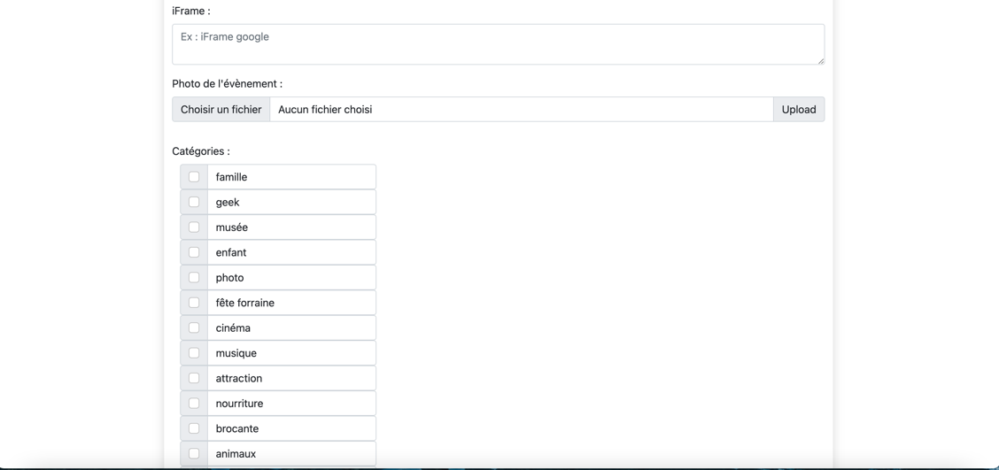 iFrame :
Ex : iFrame google
Photo de l'évènement :
Choisir un fichier Aucun fichier choisi Upload
Catégories :
famille
geek
musée
enfant
photo
fête forraine
cinéma
musique
attraction
nourriture
brocante
animaux